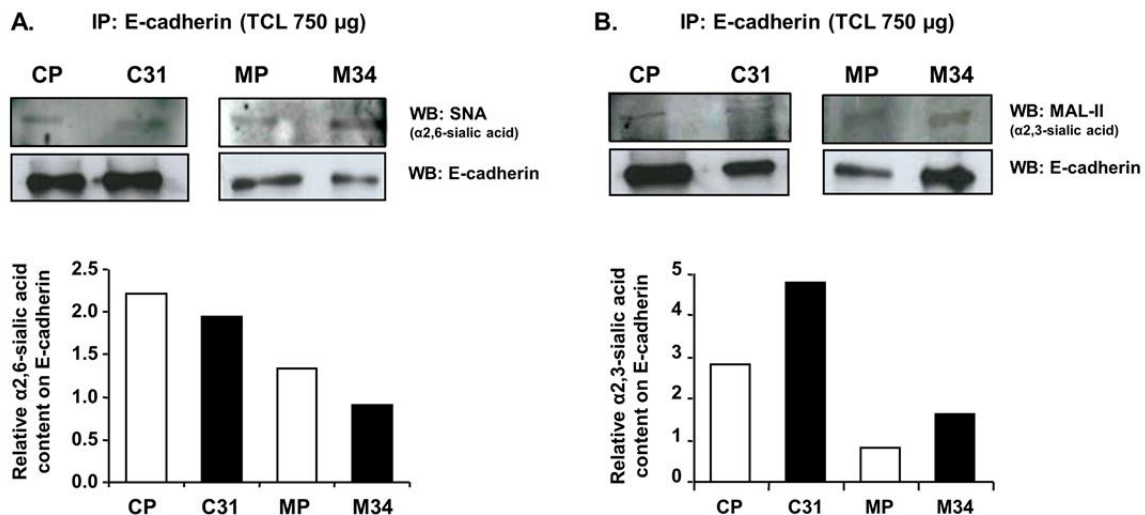 A. IP: E-cadherin (TCL 750 µg)
CP C31 MP M34
WB: SNA
(α2,6-sialic acid)
WB: E-cadherin
Relative α2,6-sialic acid
content on E-cadherin
2.5
2.0
1.5
1.0
0.5
0.0
CP C31 MP M34
B. IP: E-cadherin (TCL 750 µg)
CP C31 MP M34
WB: MAL-II
(α2,3-sialic acid)
WB: E-cadherin
Relative α2,3-sialic acid
content on E-cadherin
5
4
3
2
1
0
CP C31 MP M34